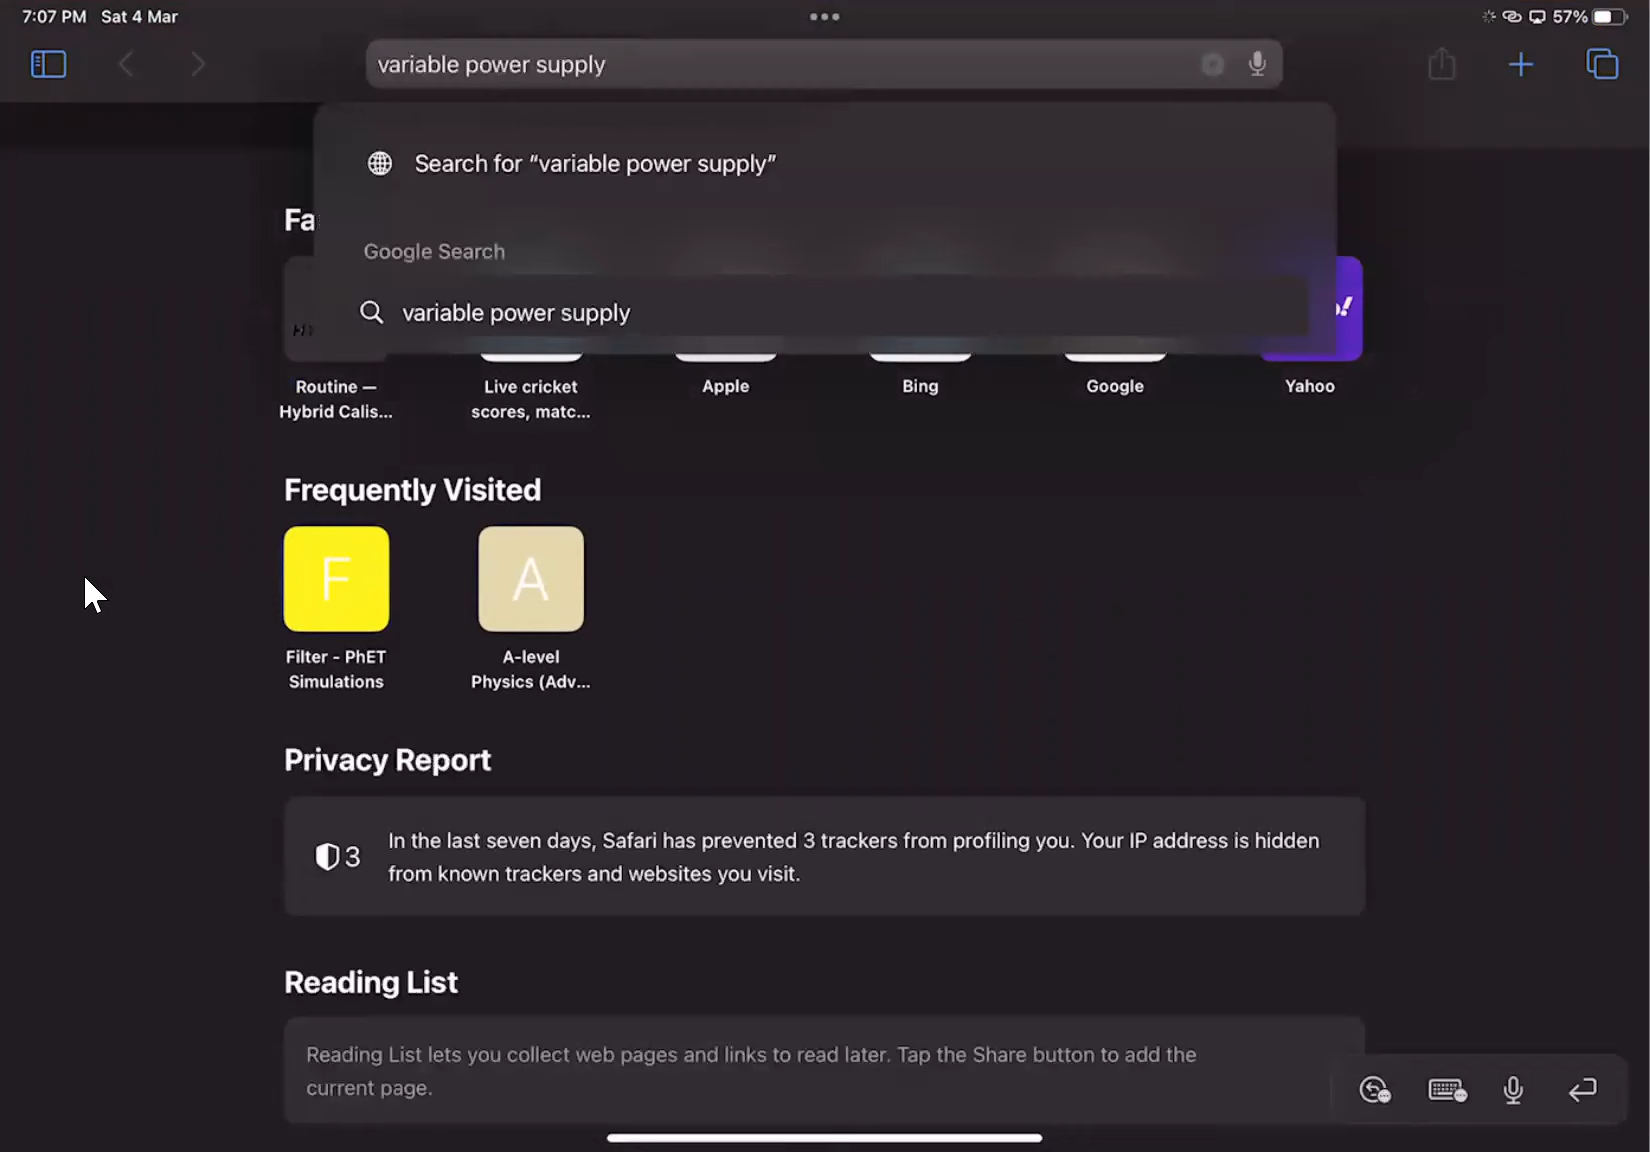 7:07 PM Sat 4 Mar
57%
variable power supply
Search for “variable power supply”
Fa
Google Search
variable power supply
Routine —
Hybrid Calis...
Live cricket
scores, matc...
Apple
Bing
Google
Yahoo
Frequently Visited
F
A
Filter - PhET
Simulations
A-level
Physics (Adv...
Privacy Report
3
In the last seven days, Safari has prevented 3 trackers from profiling you. Your IP address is hidden
from known trackers and websites you visit.
Reading List
Reading List lets you collect web pages and links to read later. Tap the Share button to add the
current page.